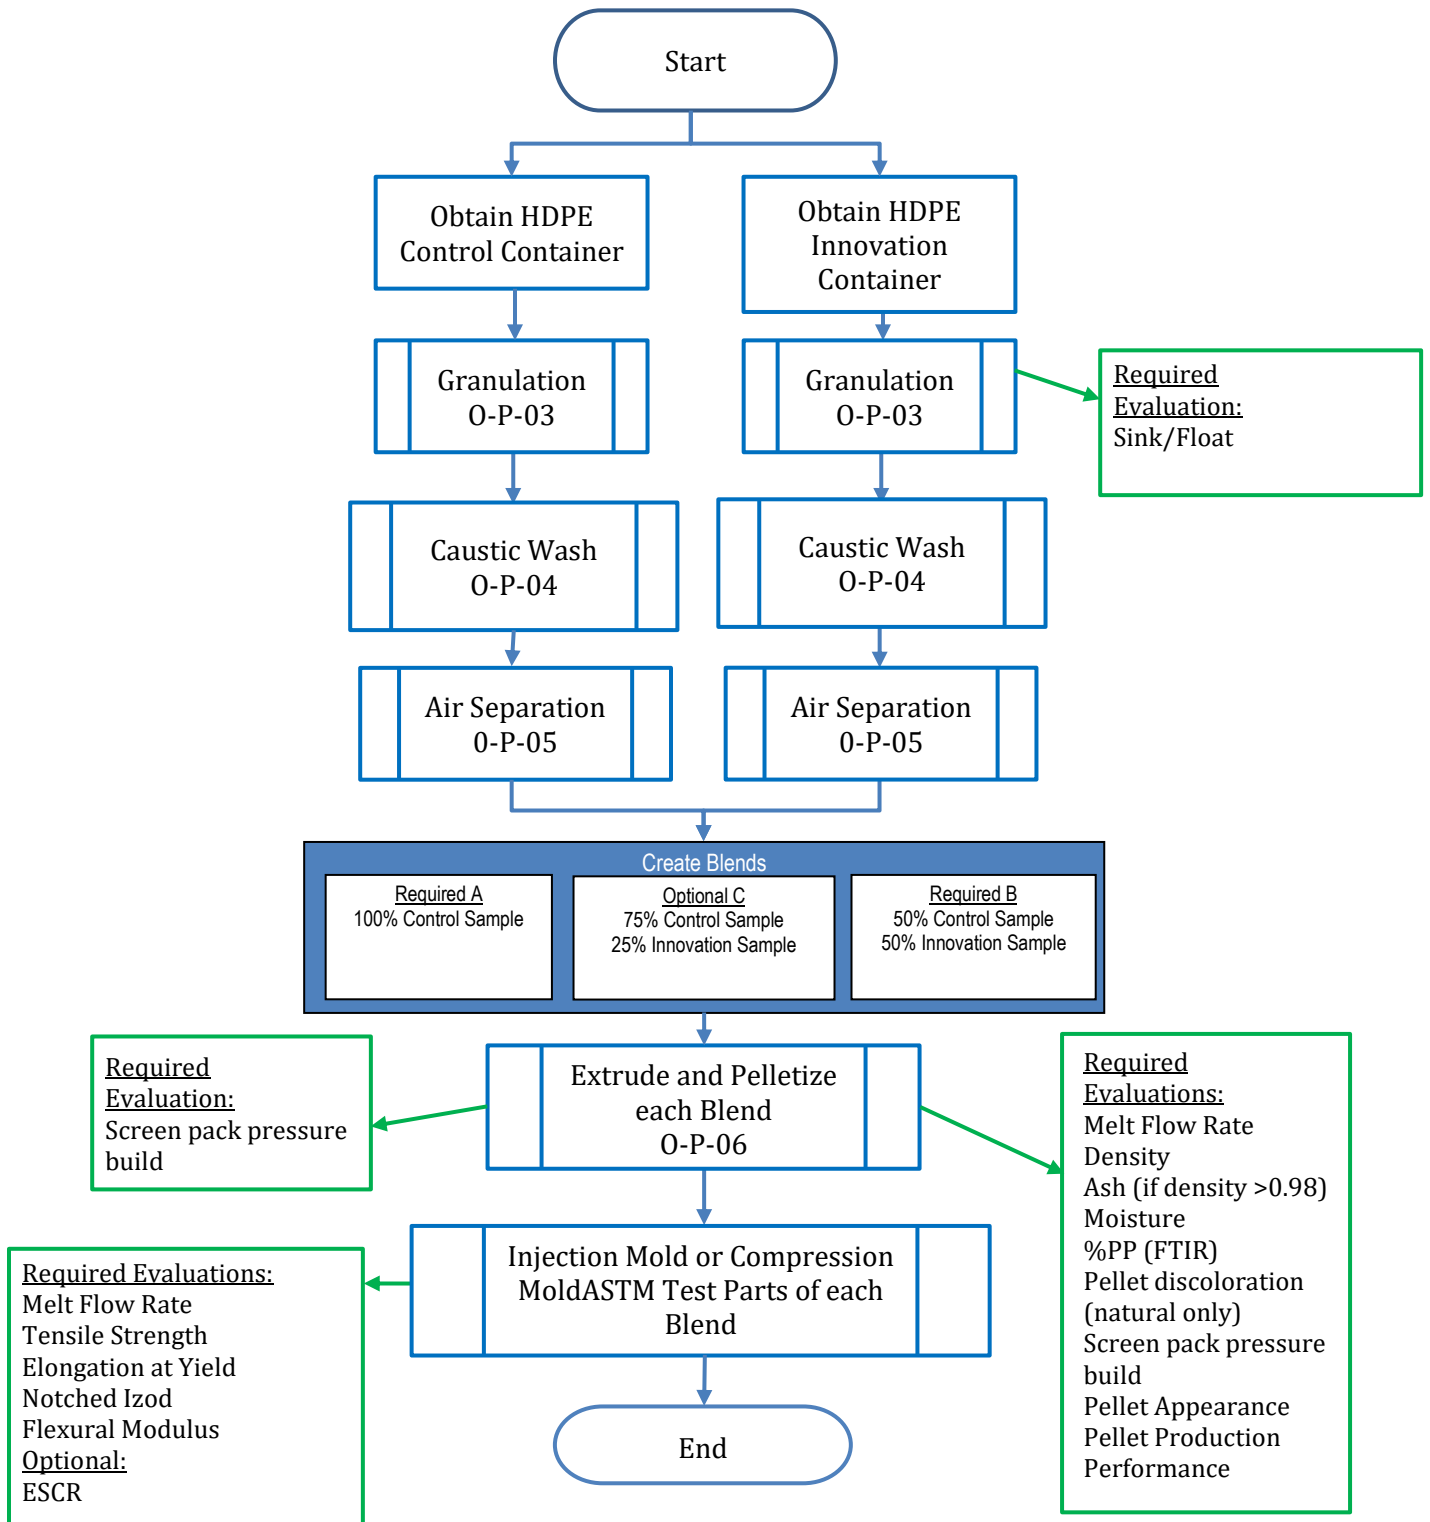 Start
Obtain HDPE
Control Container
Obtain HDPE
Innovation
Container
Granulation
O-P-03
Granulation
O-P-03
Required
Evaluation:
Sink/Float
Caustic Wash
O-P-04
Caustic Wash
O-P-04
Air Separation
0-P-05
Air Separation
0-P-05
Create Blends
Required A
100% Control Sample
Optional C
75% Control Sample
25% Innovation Sample
Required B
50% Control Sample
50% Innovation Sample
Required
Evaluation:
Screen pack pressure
build
Extrude and Pelletize
each Blend
O-P-06
Required
Evaluations:
Melt Flow Rate
Density
Ash (if density >0.98)
Moisture
%PP (FTIR)
Pellet discoloration
(natural only)
Screen pack pressure
build
Pellet Appearance
Pellet Production
Performance
Injection Mold or Compression
MoldASTM Test Parts of each
Blend
Required Evaluations:
Melt Flow Rate
Tensile Strength
Elongation at Yield
Notched Izod
Flexural Modulus
Optional:
ESCR
End